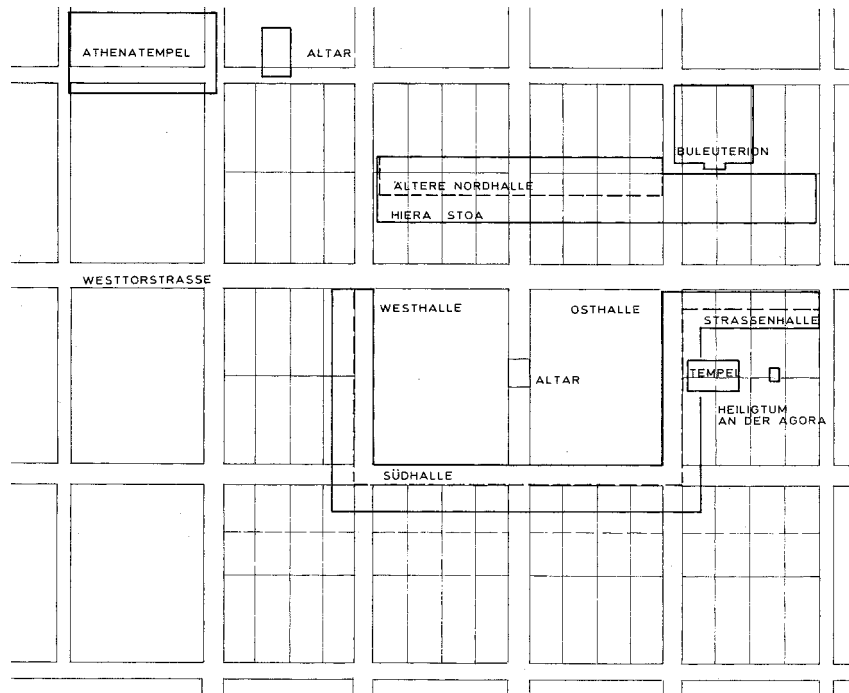 ATHENATEMPEL
ALTAR
BULEUTERION
ÄLTERE NORDHALLE
HIERA STOA
WESTTORSTRASSE
WESTHALLE
OSTHALLE
STRASSENHALLE
TEMPEL
ALTAR
HEILIGTUM
AN DER AGORA
SÜDHALLE